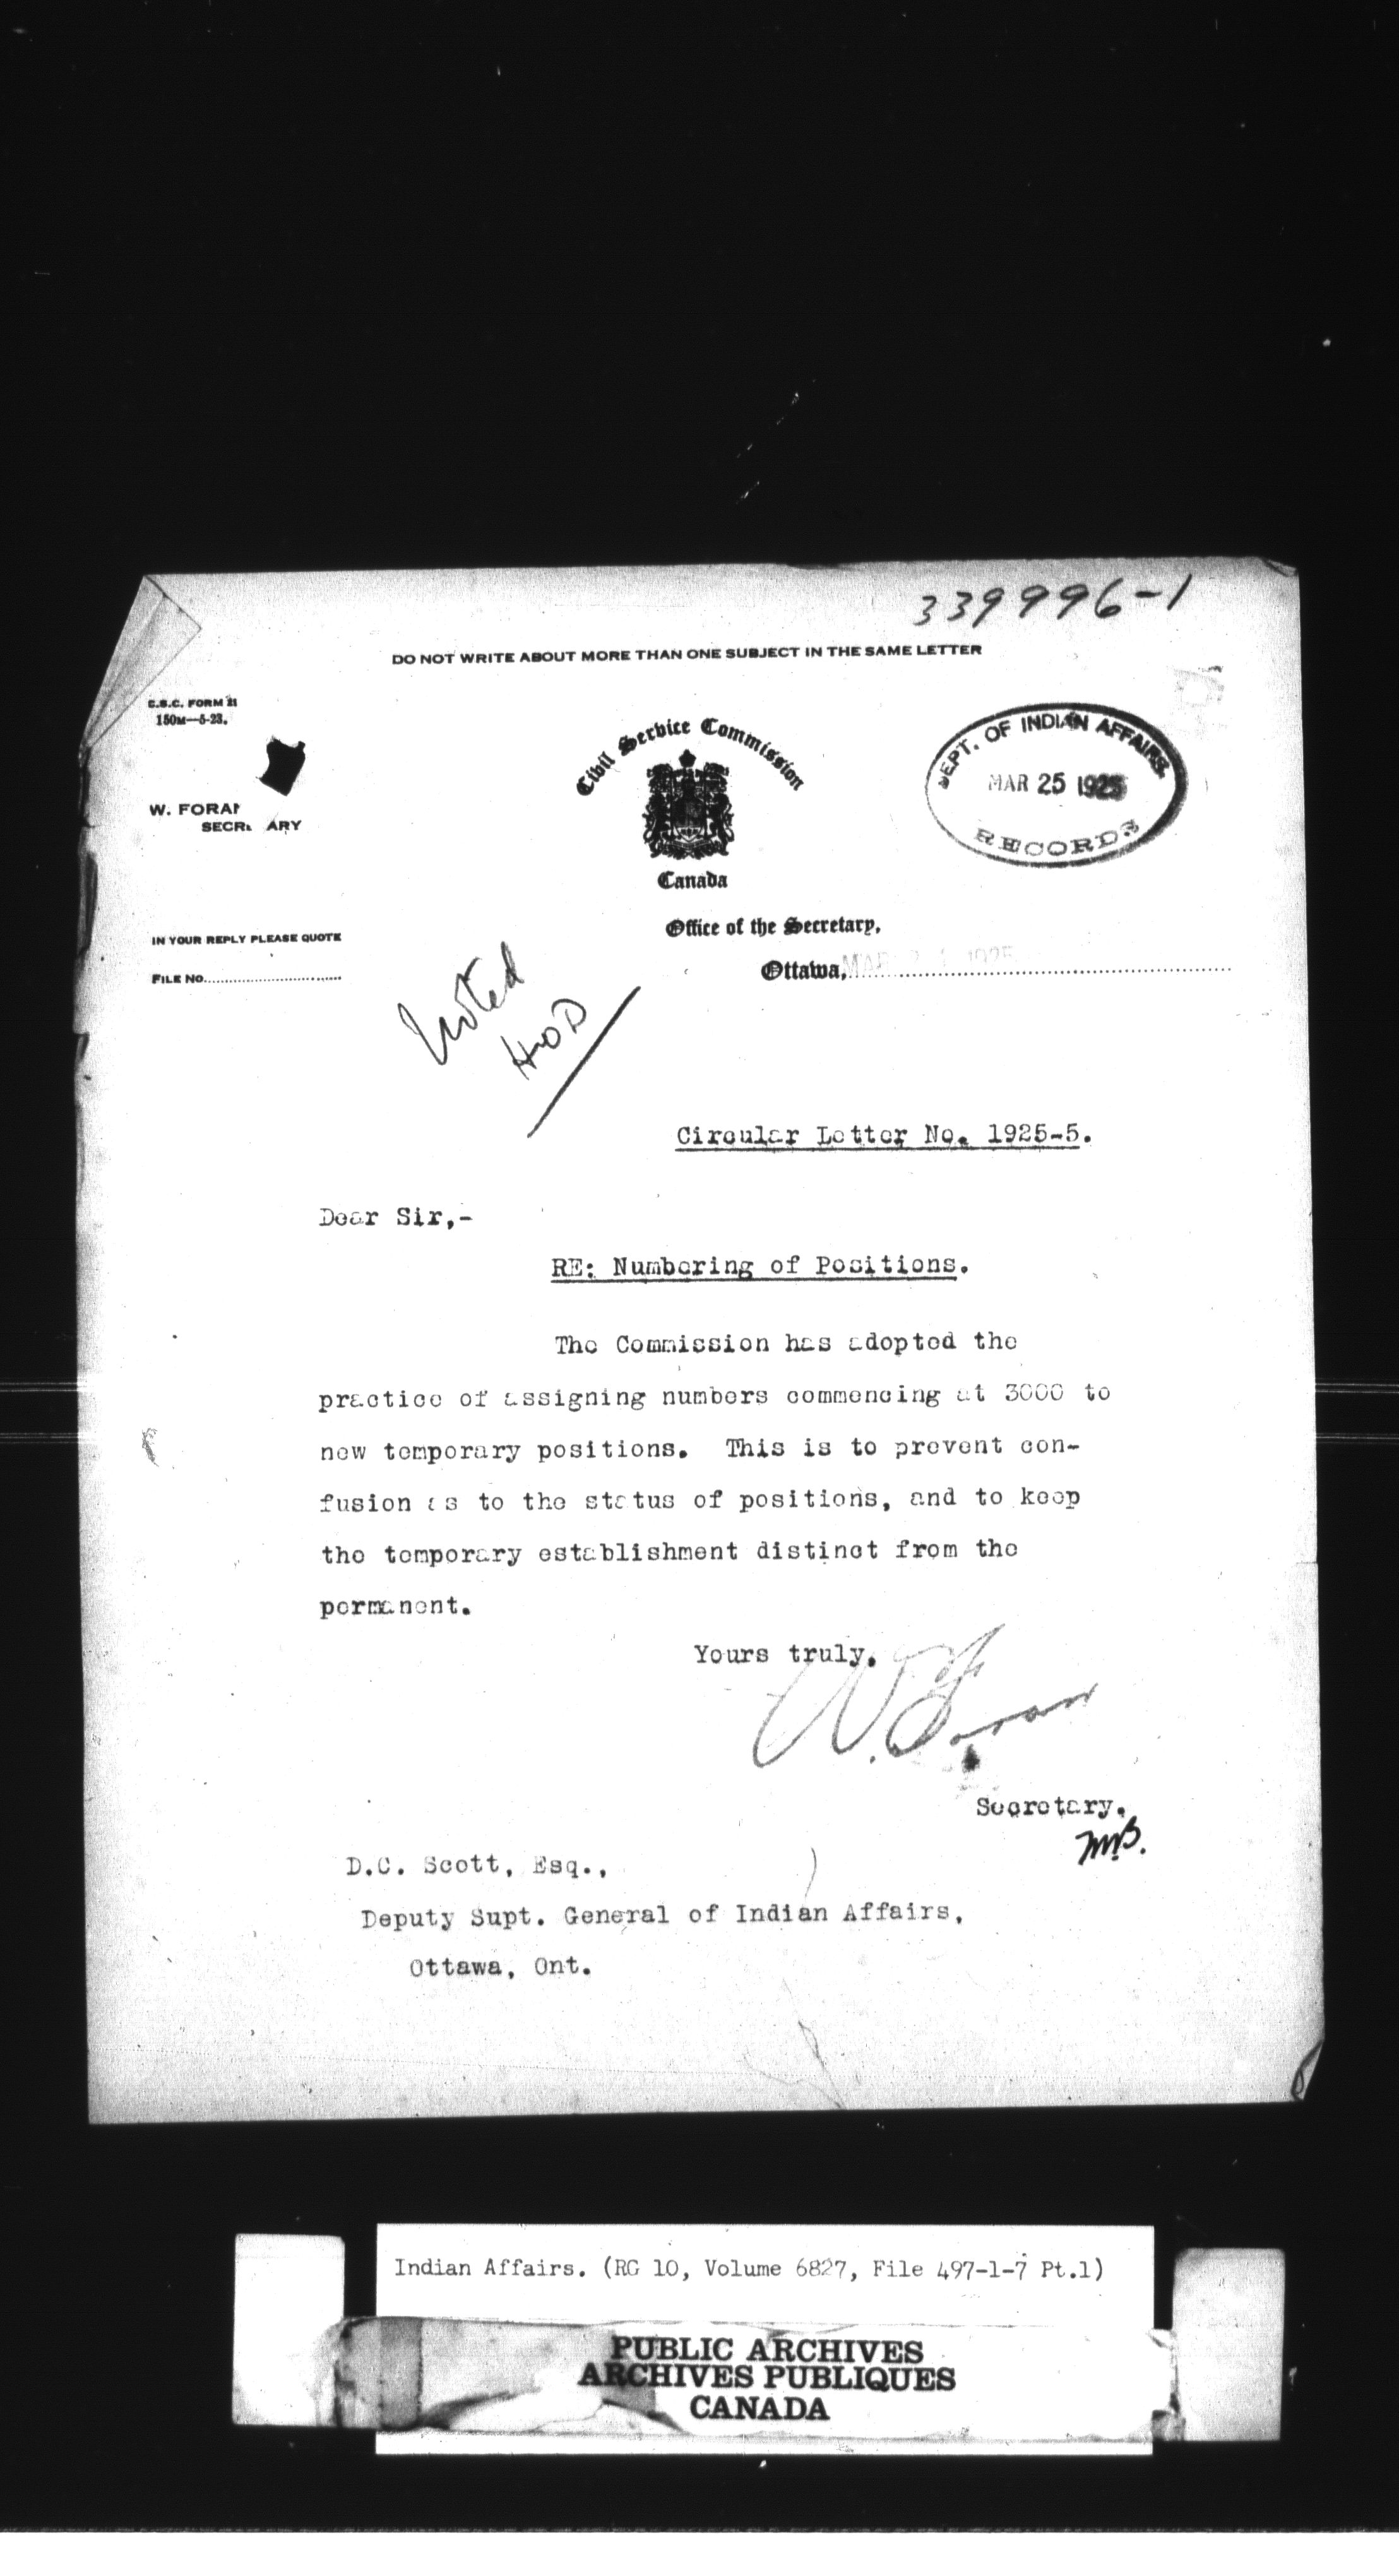 339996-1
DO NOT WRITE ABOUT MORE THAN ONE SUBJECT IN THE SAME LETTER
C.S.C. FORM 21
150M—5-23.
Civil Service Commission
Canada
DEPT. OF INDIAN AFFAIRS.
MAR 25 1925
RECORDS
W. FORAN
SECRETARY
IN YOUR REPLY PLEASE QUOTE
FILE No.
Office of the Secretary,
Ottawa, MAR 24 1925
Noted
HOD
Circular Letter No. 1925-5.
Dear Sir,-
RE: Numbering of Positions.
The Commission has adopted the
practice of assigning numbers commencing at 3000 to
new temporary positions. This is to prevent con-
fusion as to the status of positions, and to keep
the temporary establishment distinct from the
permanent.
Yours truly,
W. Foran
Secretary.
MB.
D.C. Scott, Esq.,
Deputy Supt. General of Indian Affairs,
Ottawa, Ont.
Indian Affairs. (RG 10, Volume 6827, File 497-1-7 Pt.1)
PUBLIC ARCHIVES
ARCHIVES PUBLIQUES
CANADA